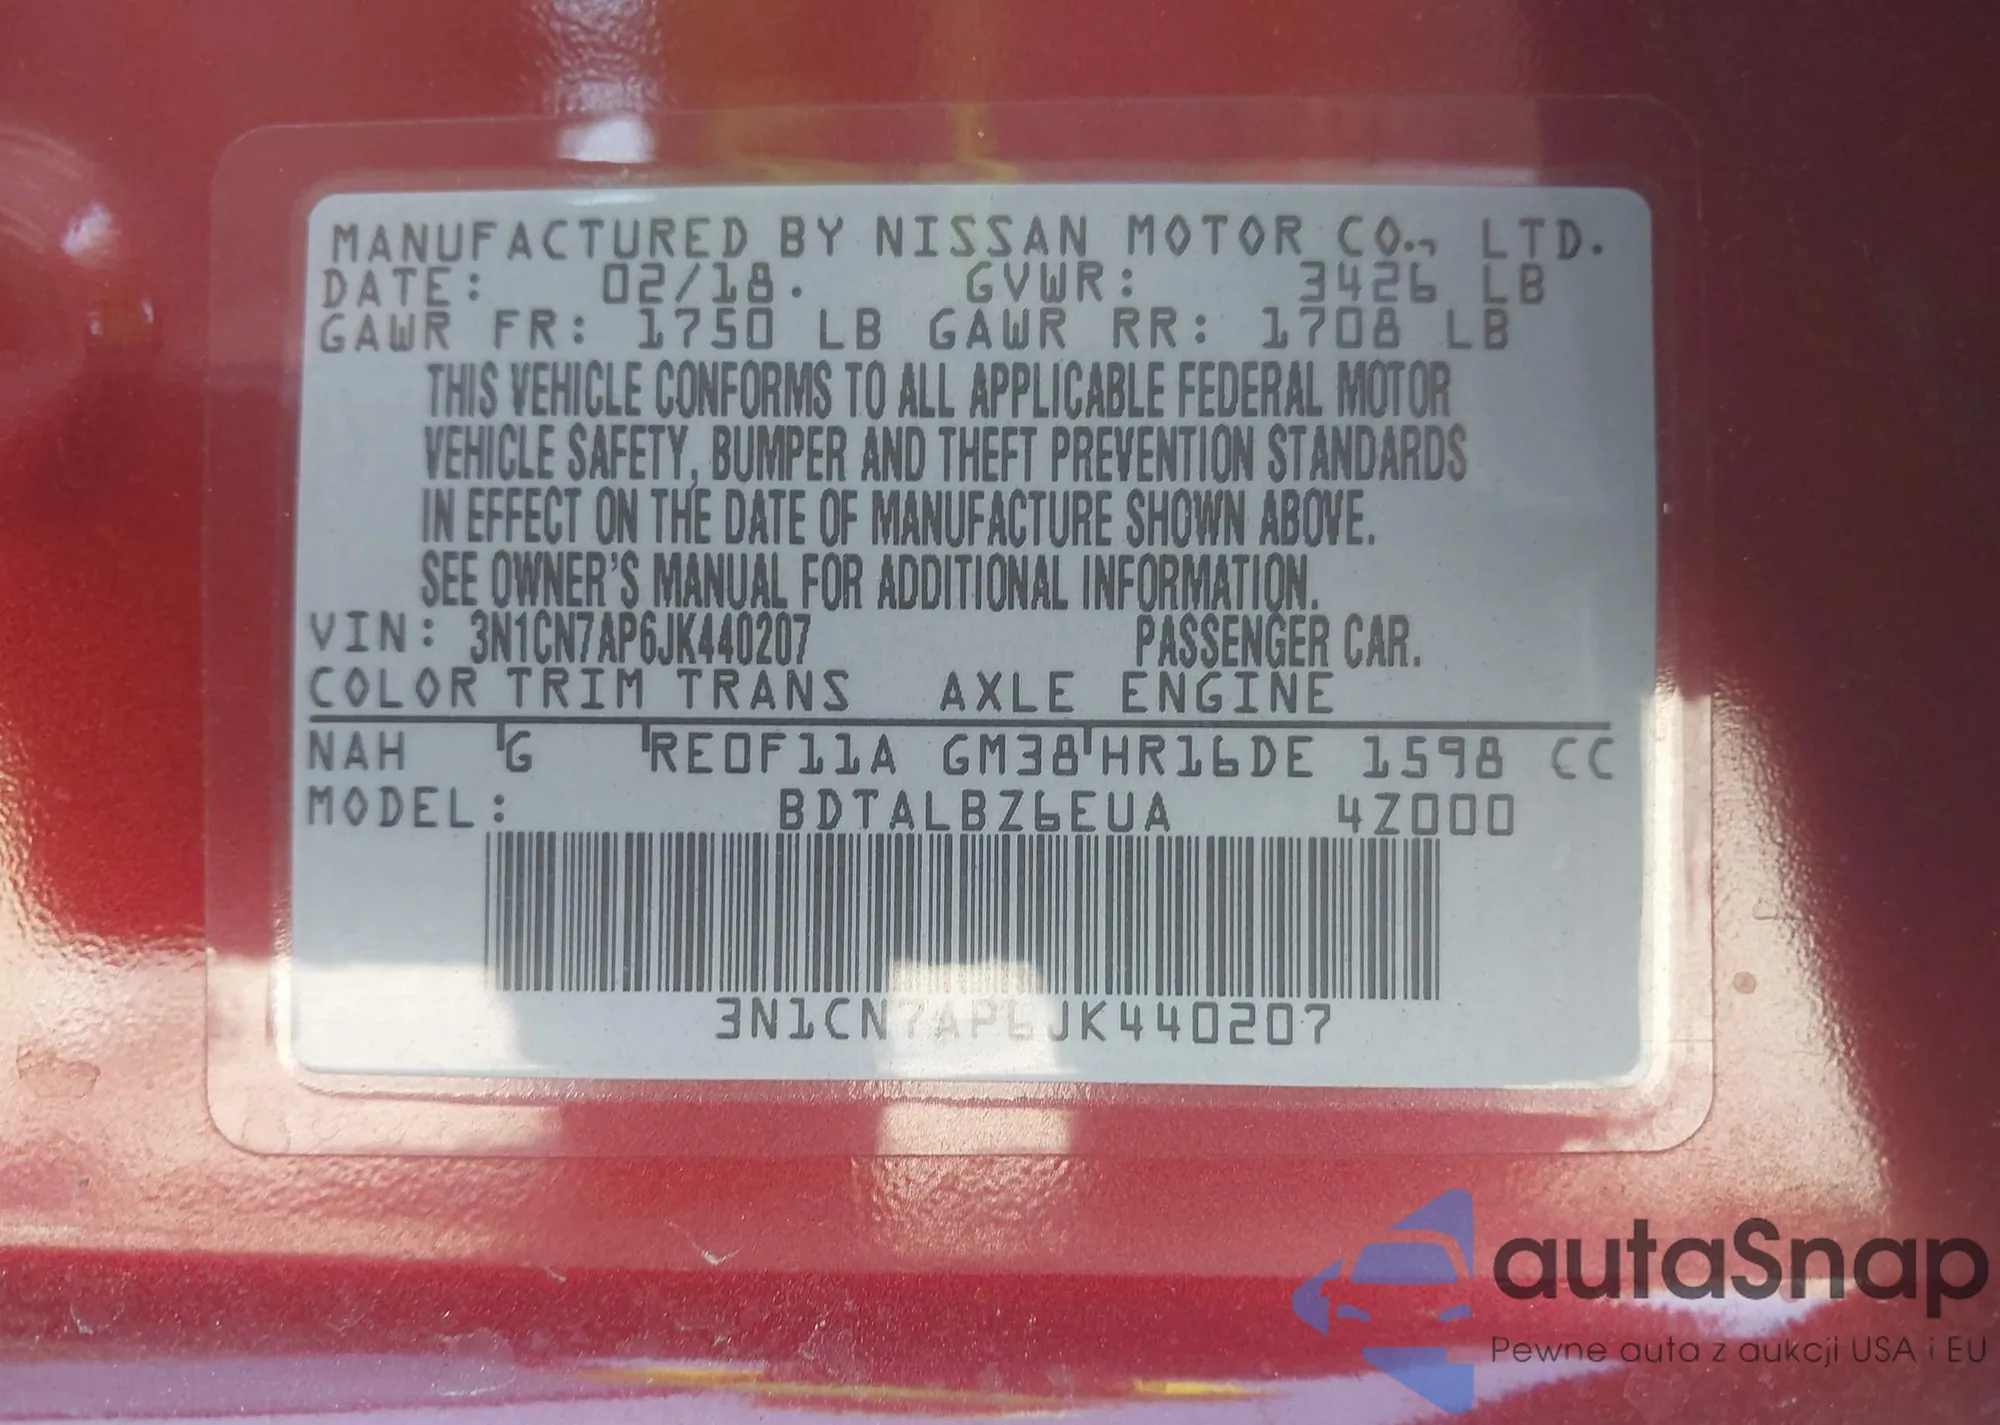 MANUFACTURED BY NISSAN MOTOR CO., LTD.
DATE: 02/18. GVWR: 3426 LB
GAWR FR: 1750 LB GAWR RR: 1708 LB
THIS VEHICLE CONFORMS TO ALL APPLICABLE FEDERAL MOTOR
VEHICLE SAFETY, BUMPER AND THEFT PREVENTION STANDARDS
IN EFFECT ON THE DATE OF MANUFACTURE SHOWN ABOVE.
SEE OWNER'S MANUAL FOR ADDITIONAL INFORMATION.
VIN: 3N1CN7AP6JK440207 PASSENGER CAR.
COLOR TRIM TRANS AXLE ENGINE
NAH G RE0F11A GM38 HR16DE 1598 CC
MODEL: BDTALBZ6EUA 4Z000
3N1CN7AP6JK440207
autaSnap
Pewne auta z aukcji USA i EU